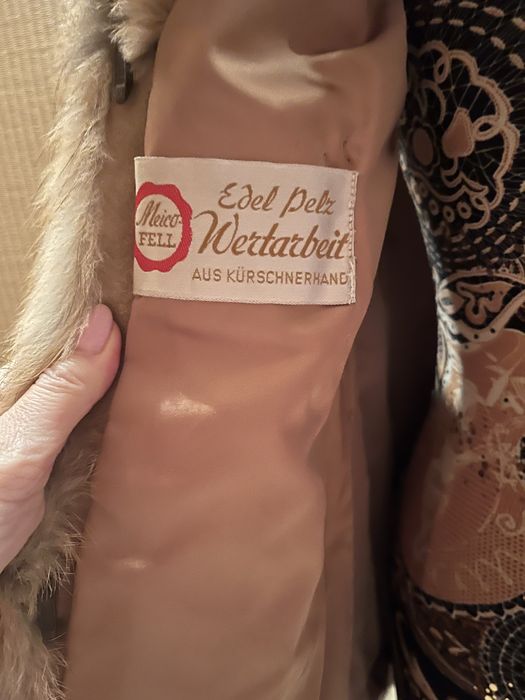 Meico-
FELL
Edel Pelz
Wertarbeit
AUS KÜRSCHNERHAND